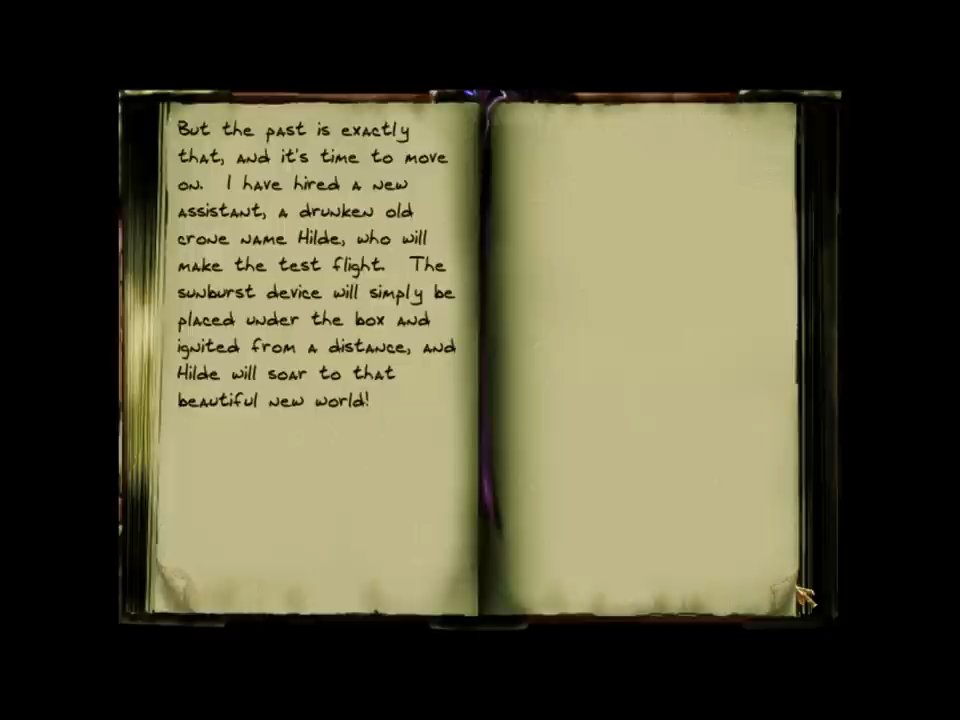 But the past is exactly
that, and it's time to move
on.  I have hired a new
assistant, a drunken old
crone name Hilde, who will
make the test flight.  The
sunburst device will simply be
placed under the box and
ignited from a distance, and
Hilde will soar to that
beautiful new world!